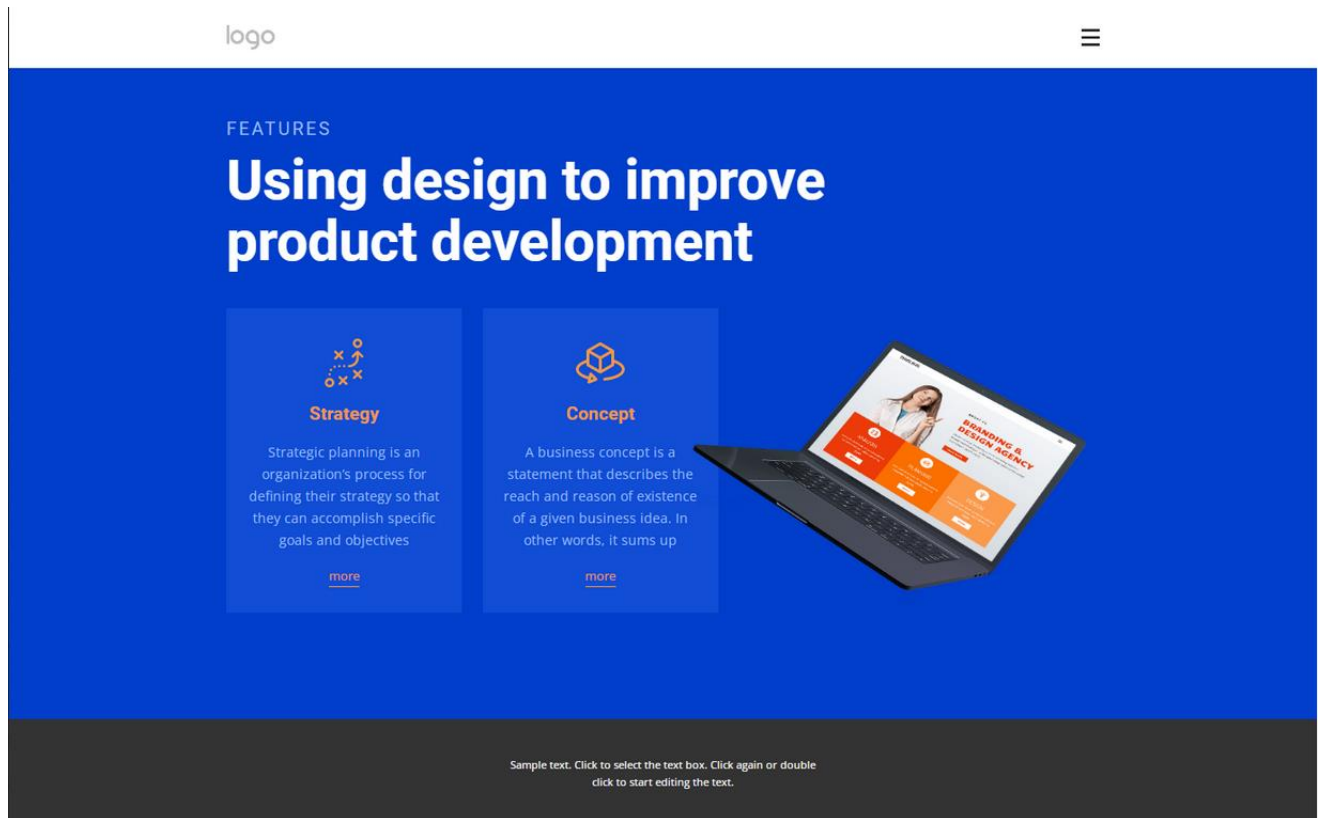 logo
FEATURES
Using design to improve
product development
Strategy
Strategic planning is an
organization's process for
defining their strategy so that
they can accomplish specific
goals and objectives
more
Concept
A business concept is a
statement that describes the
reach and reason of existence
of a given business idea. In
other words, it sums up
more
BRANDING &
DESIGN AGENCY
Sample text. Click to select the text box. Click again or double
click to start editing the text.